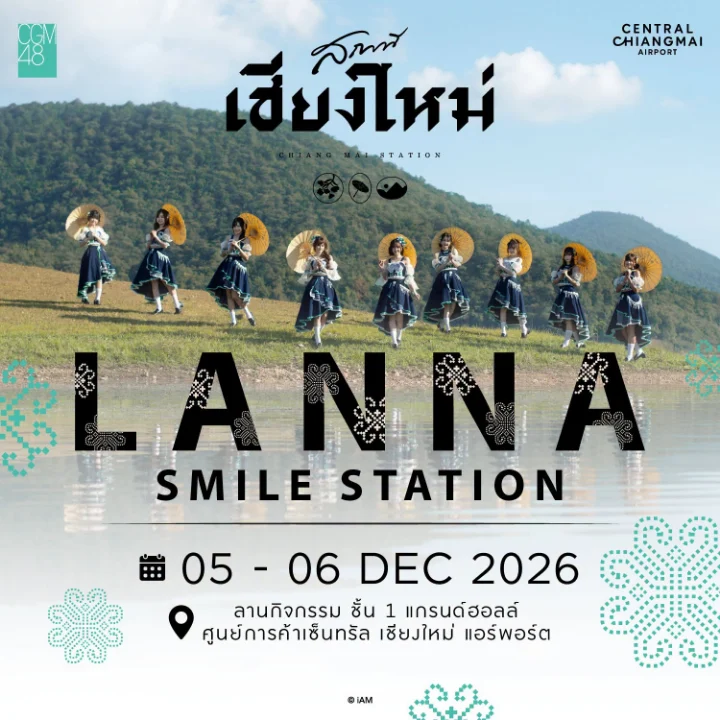 CGM
48
CENTRAL
CHIANGMAI
AIRPORT
สถานี
เชียงใหม่
CHIANG MAI STATION
LANNA
SMILE STATION
05 - 06 DEC 2026
ลานกิจกรรม ชั้น 1 แกรนด์ฮอลล์
ศูนย์การค้าเซ็นทรัล เชียงใหม่ แอร์พอร์ต
© iAM